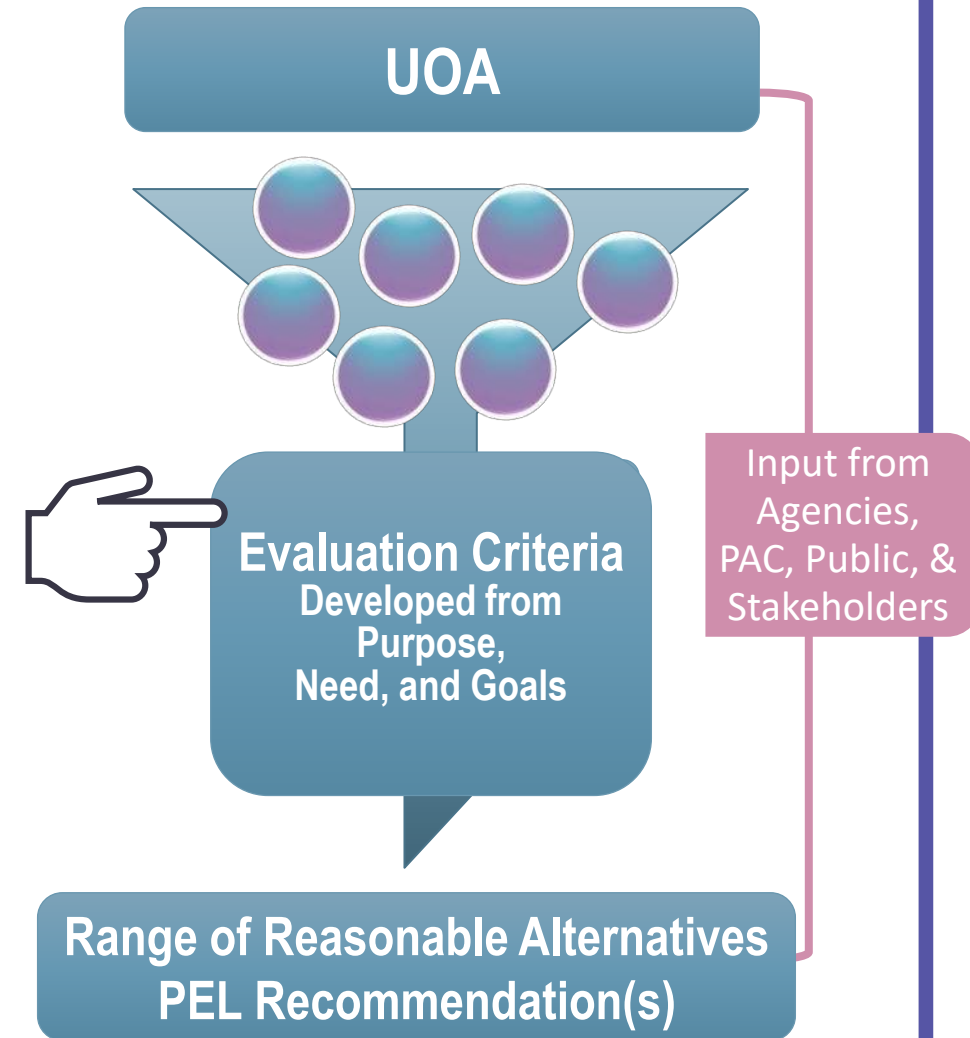 UOA
Input from
Agencies,
PAC, Public, &
Stakeholders
Evaluation Criteria
Developed from
Purpose,
Need, and Goals
Range of Reasonable Alternatives
PEL Recommendation(s)